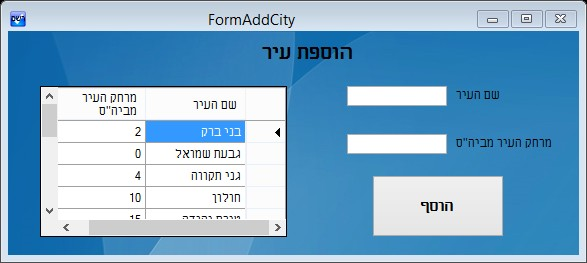 FormAddCity
הוספת עיר
שם העיר
מרחק העיר מביה"ס
הוסף
שם העיר
מרחק העיר
מביה"ס
בני ברק 2
גבעת שמואל 0
גני תקווה 4
חולון 10
15